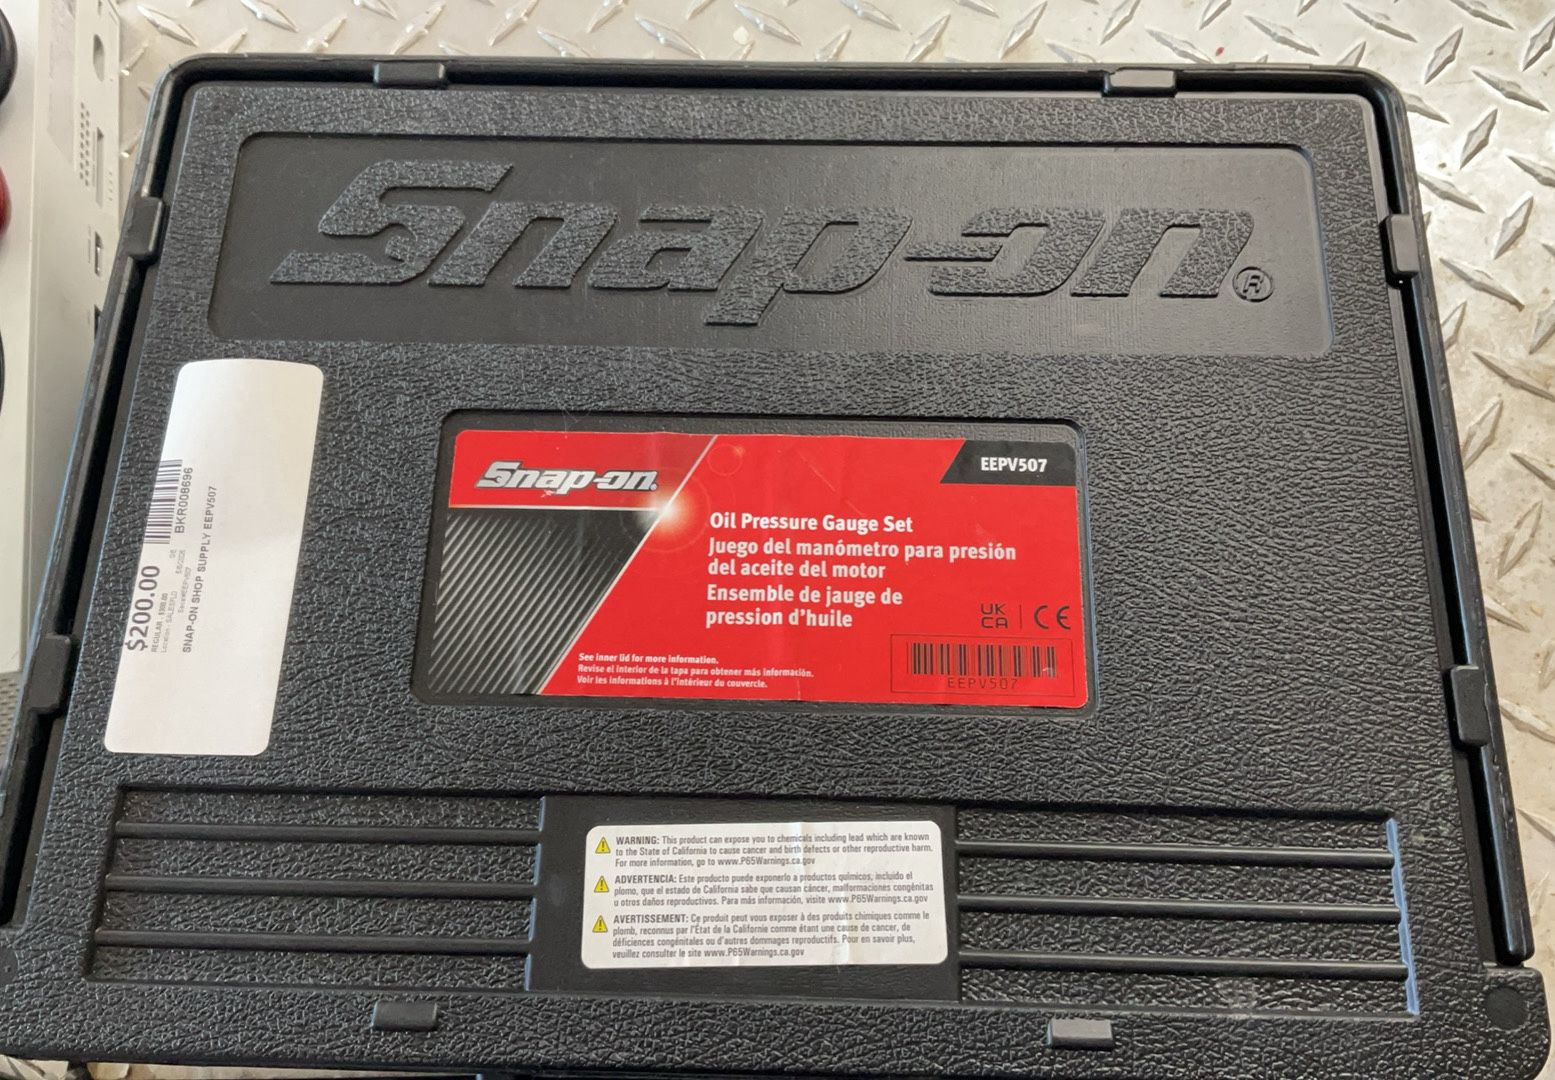 Snap-on®
Snap-on
EEPV507
Oil Pressure Gauge Set
Juego del manómetro para presión
del aceite del motor
Ensemble de jauge de
pression d'huile
UK
CA
CE
See inner lid for more information.
Revise el interior de la tapa para obtener más información.
Voir les informations à l'intérieur du couvercle.
EEPV507
BKR008696
$200.00
SNAP-ON SHOP SUPPLY EEPV507
WARNING: This product can expose you to chemicals including lead which are known
to the State of California to cause cancer and birth defects or other reproductive harm.
For more information, go to www.P65Warnings.ca.gov
ADVERTENCIA: Este producto puede exponerlo a productos químicos, incluido el
plomo, que el estado de California sabe que causan cáncer, malformaciones congénitas
u otros daños reproductivos. Para más información, visite www.P65Warnings.ca.gov
AVERTISSEMENT: Ce produit peut vous exposer à des produits chimiques comme le
plomb, reconnus par l'État de la Californie comme étant une cause de cancer, de
déficiences congénitales ou d'autres dommages reproductifs. Pour en savoir plus,
veuillez consulter le site www.P65Warnings.ca.gov